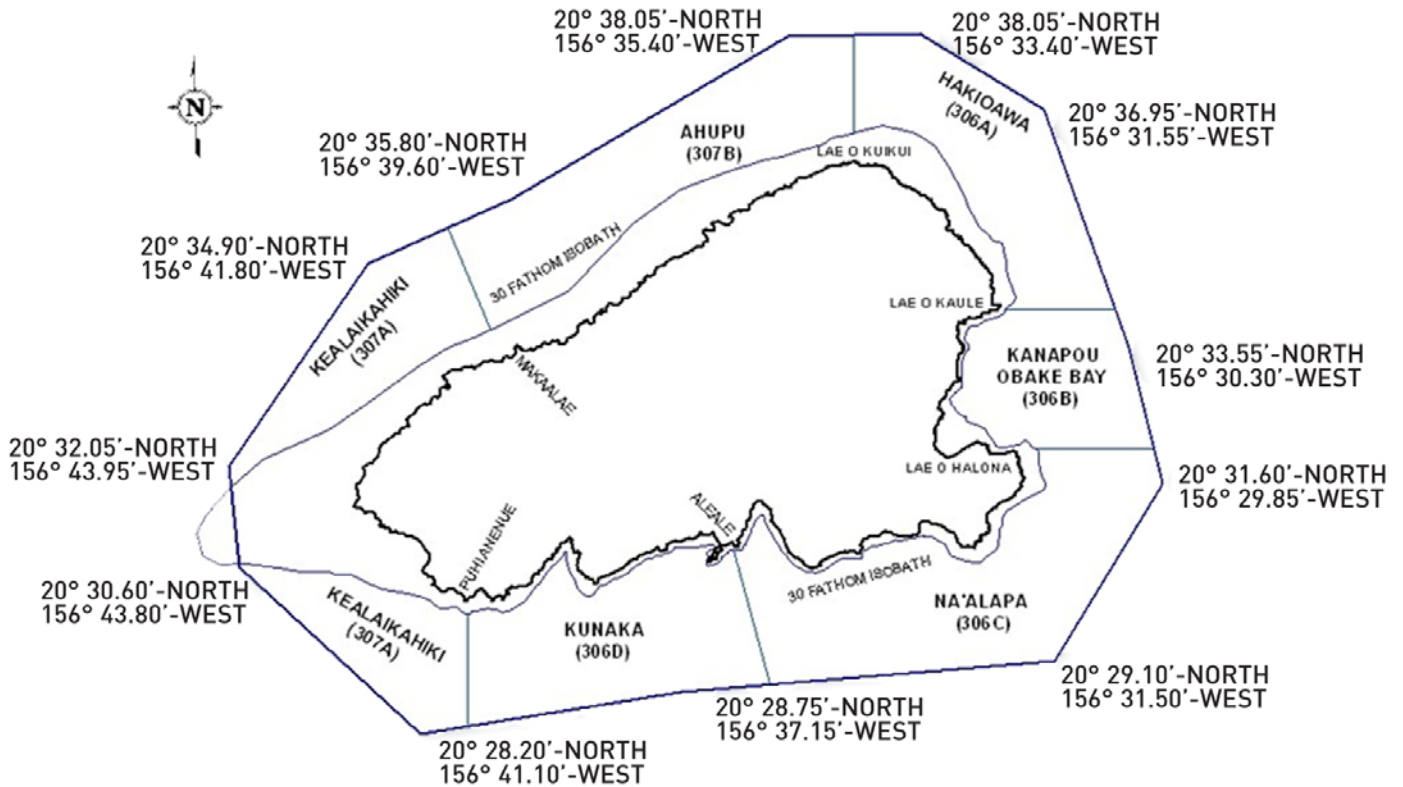 20° 38.05'-NORTH
156° 35.40'-WEST
20° 38.05'-NORTH
156° 33.40'-WEST
N
HAKIOAWA
(306A)
20° 36.95'-NORTH
156° 31.55'-WEST
AHUPU
(307B)
20° 35.80'-NORTH
156° 39.60'-WEST
LAE O KUIKUI
20° 34.90'-NORTH
156° 41.80'-WEST
30 FATHOM ISOBATH
KEALAIKAHIKI
(307A)
LAE O KAULE
KANAPOU
OBAKE BAY
(306B)
20° 33.55'-NORTH
156° 30.30'-WEST
MAKAALAE
20° 32.05'-NORTH
156° 43.95'-WEST
LAE O HALONA
20° 31.60'-NORTH
156° 29.85'-WEST
ALEALE
PUHIANENUE
20° 30.60'-NORTH
156° 43.80'-WEST
30 FATHOM ISOBATH
KEALAIKAHIKI
(307A)
KUNAKA
(306D)
NA'ALAPA
(306C)
20° 29.10'-NORTH
156° 31.50'-WEST
20° 28.75'-NORTH
156° 37.15'-WEST
20° 28.20'-NORTH
156° 41.10'-WEST